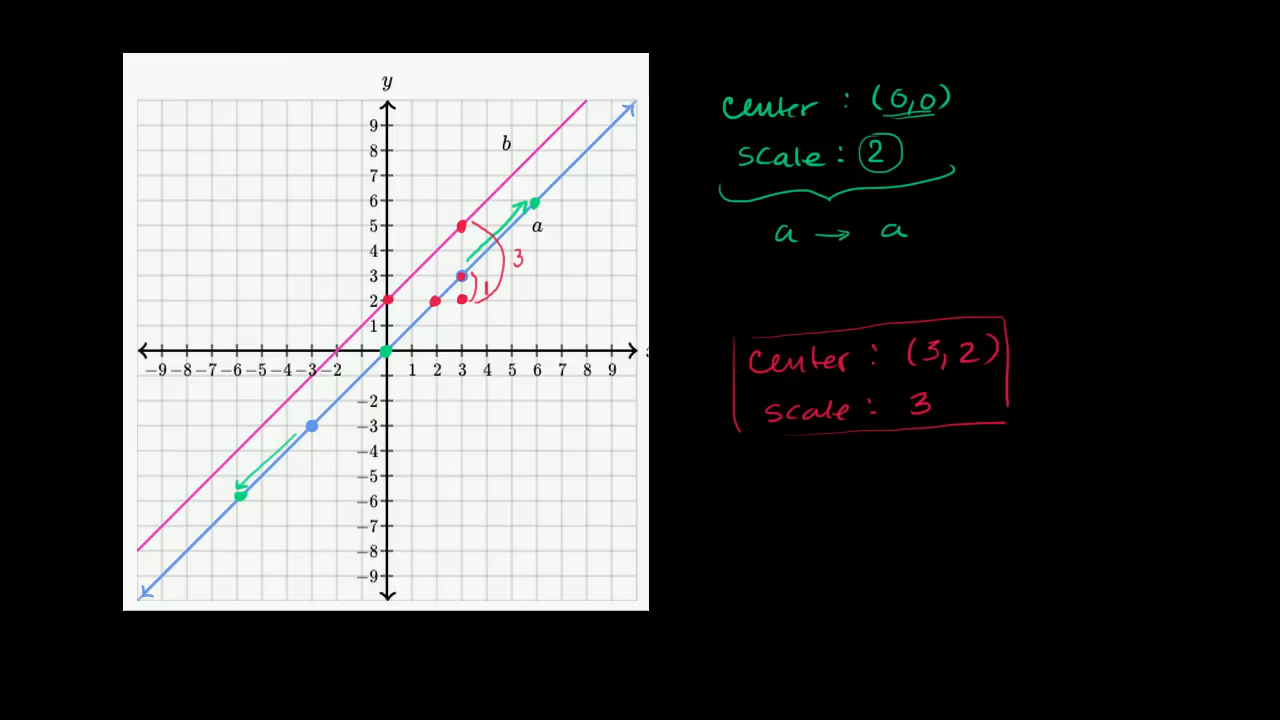 y
9
8
7
6
5
4
3
2
1
b
a
3
1
-9 -8 -7 -6 -5 -4 -3 -2 1 2 3 4 5 6 7 8 9
-2
-3
-4
-5
-6
-7
-8
-9
center : (0,0)
scale : 2
a → a
center : (3,2)
scale : 3